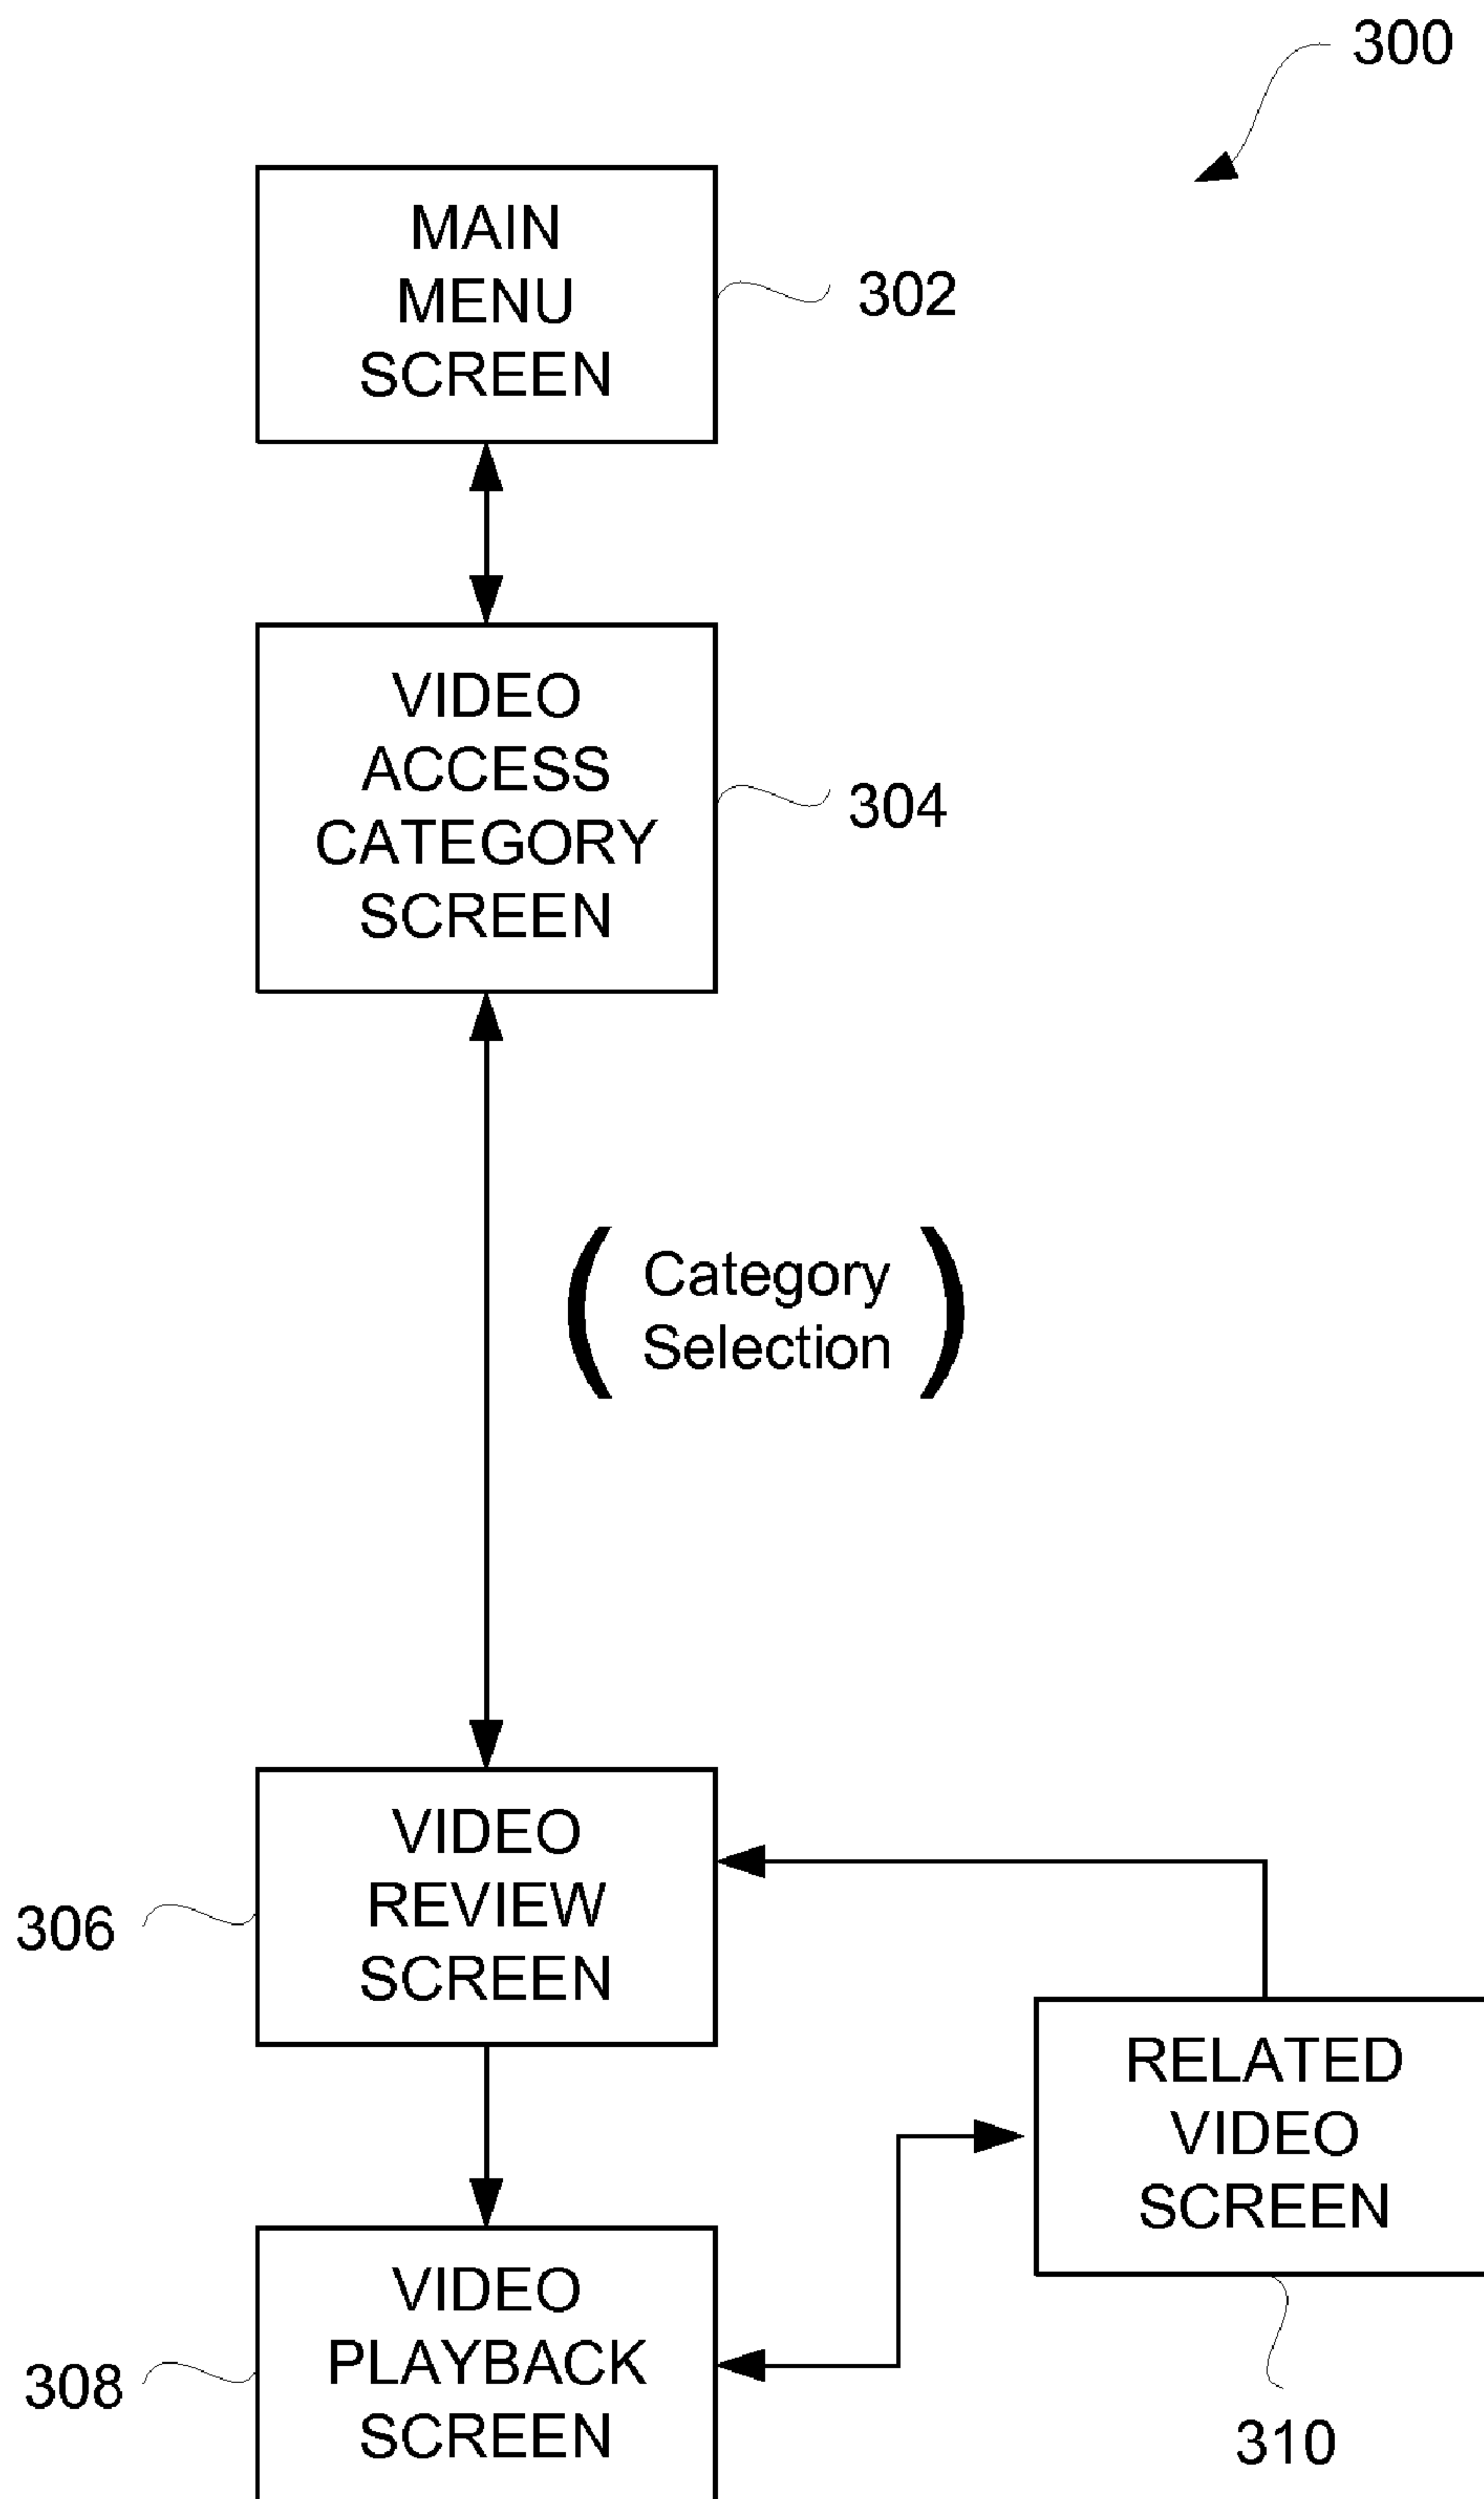 300
MAIN
MENU
SCREEN
302
VIDEO
ACCESS
CATEGORY
SCREEN
304
( Category
Selection )
VIDEO
REVIEW
SCREEN
306
RELATED
VIDEO
SCREEN
310
VIDEO
PLAYBACK
SCREEN
308